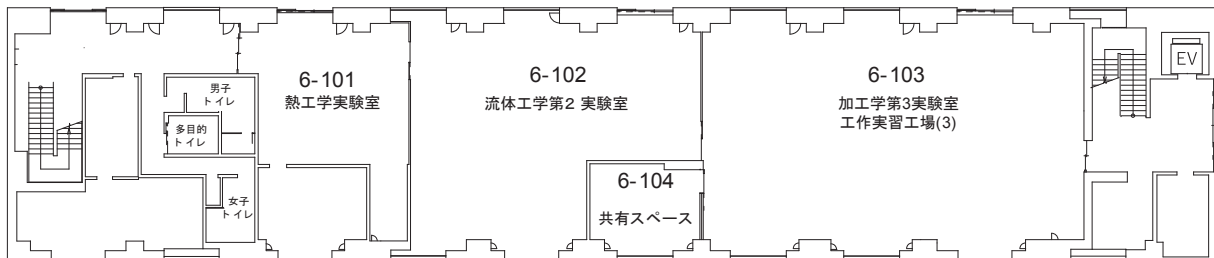 6-101
熱工学実験室
6-102
流体工学第2 実験室
6-103
加工学第3実験室
工作実習工場(3)
EV
男子
トイレ
多目的
トイレ
6-104
共有スペース
女子
トイレ